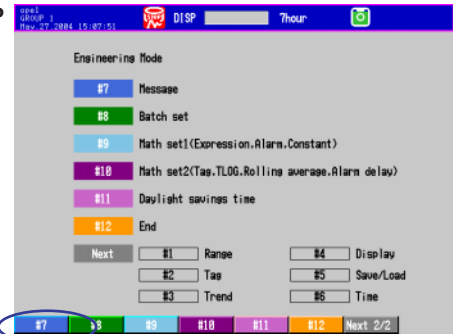 opel
GROUP 1
May.27.2004 15:07:51
DISP
7hour
Engineering Mode
#7 Message
#8 Batch set
#9 Math set1(Expression.Alarm.Constant)
#10 Math set2(Tag.TLOG.Rolling average.Alarm delay)
#11 Daylight savings time
#12 End
Next #1 Range #4 Display
#2 Tag #5 Save/Load
#3 Trend #6 Time
#7 #8 #9 #10 #11 #12 Next 2/2